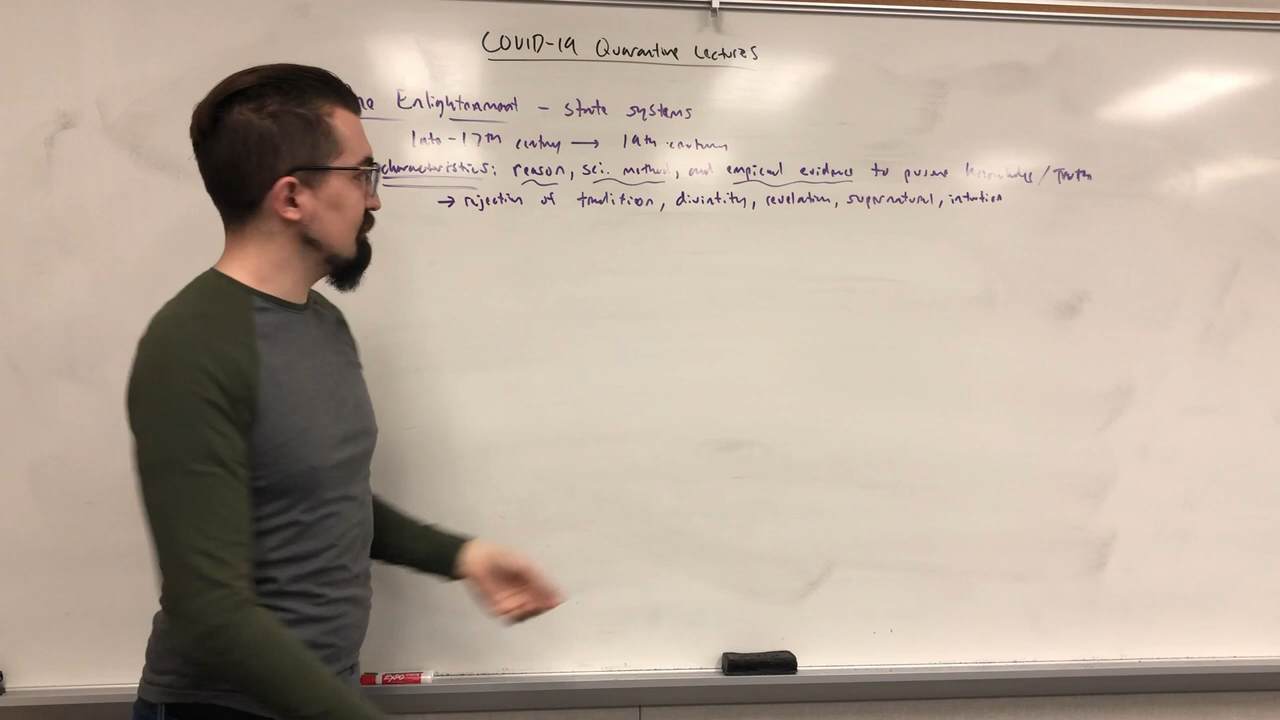 COVID-19 Quarantine Lectures
Enlightenment - state systems
late-17th century → 19th century
characteristics: reason, sci. method, and empirical evidence to pursue knowledge/Truth
→ rejection of tradition, divinity, revelation, supernatural, intuition
EXPO